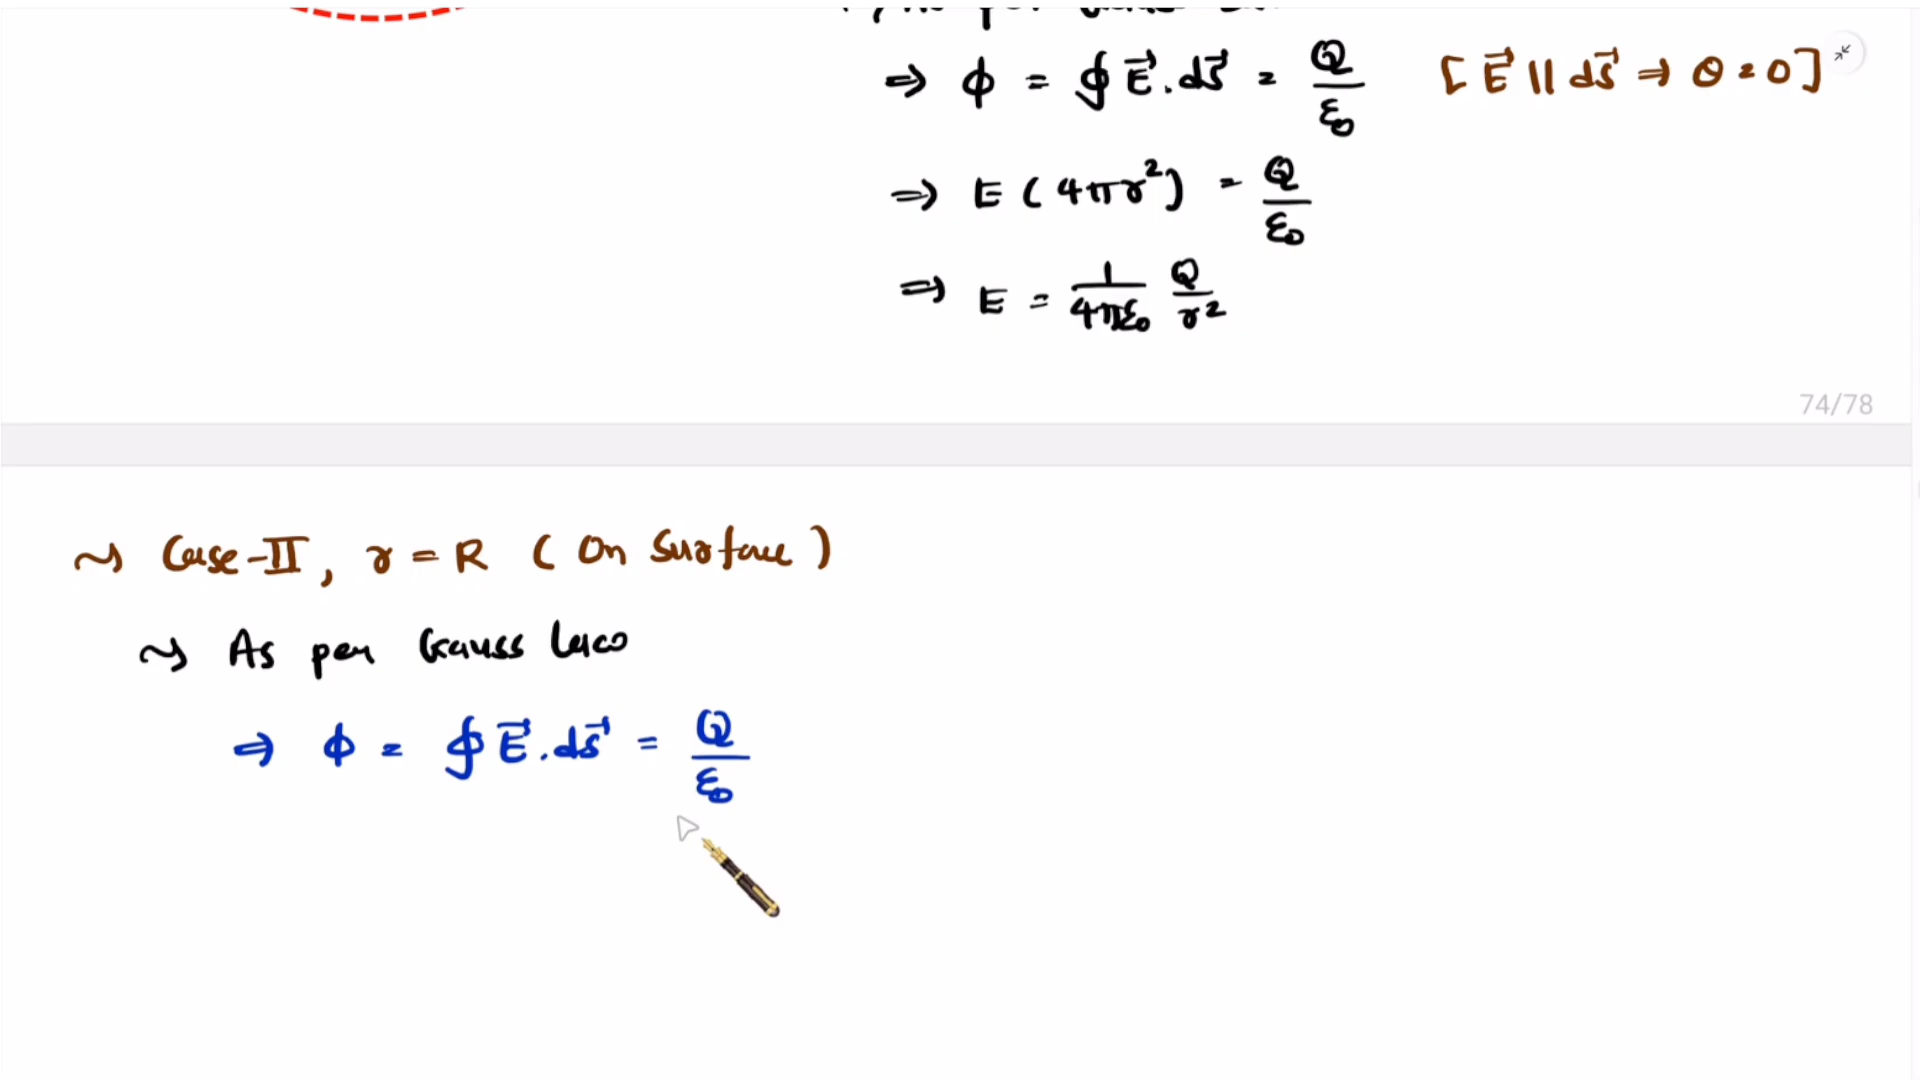 ⇒ φ = ∮ E⃗ . dS⃗ = Q/ε₀ [ E⃗ || dS⃗ ⇒ θ = 0 ]
⇒ E ( 4πr² ) = Q/ε₀
⇒ E = 1/4πε₀ Q/r²
74/78
~> Case-II, r = R ( On Surface )
~> As per Gauss Law
⇒ φ = ∮ E⃗ . dS⃗ = Q/ε₀